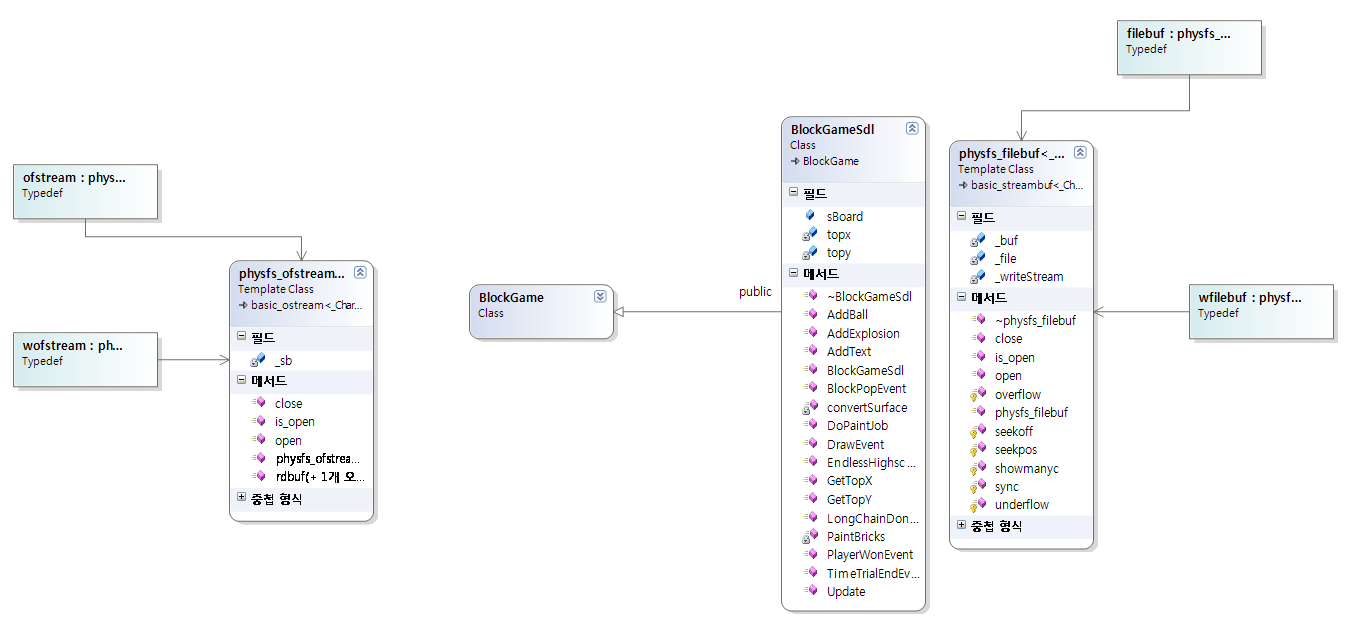 ofstream : phys...
Typedef
wofstream : ph...
Typedef
physfs_ofstream...
Template Class
basic_ostream<_Char...
필드
_sb
메서드
close
is_open
open
physfs_ofstrea...
rdbuf(+ 1개 오...
중첩 형식
BlockGame
Class
public
BlockGameSdl
Class
BlockGame
필드
sBoard
topx
topy
메서드
~BlockGameSdl
AddBall
AddExplosion
AddText
BlockGameSdl
BlockPopEvent
convertSurface
DoPaintJob
DrawEvent
EndlessHighsc...
GetTopX
GetTopY
LongChainDon...
PaintBricks
PlayerWonEvent
TimeTrialEndEv...
Update
filebuf : physfs_...
Typedef
physfs_filebuf<_...
Template Class
basic_streambuf<_Ch...
필드
_buf
_file
_writeStream
메서드
~physfs_filebuf
close
is_open
open
overflow
physfs_filebuf
seekoff
seekpos
showmanyc
sync
underflow
중첩 형식
wfilebuf : physf...
Typedef